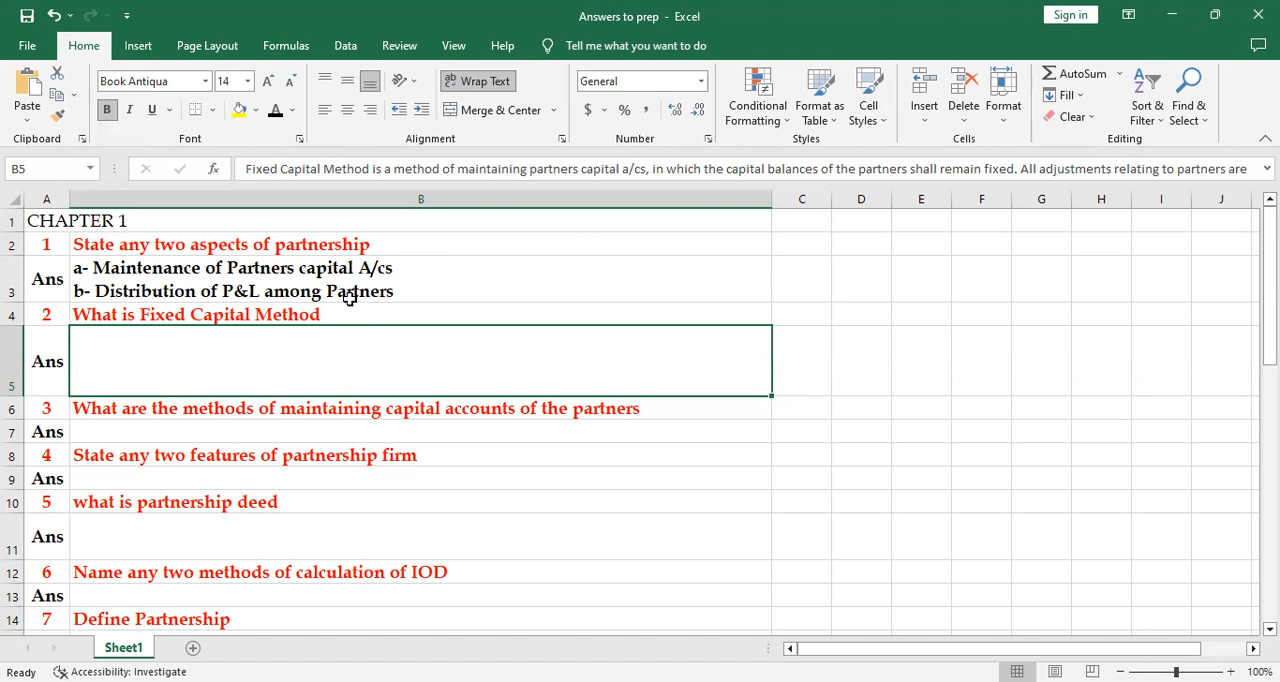 Answers to prep - Excel
Sign in
File Home Insert Page Layout Formulas Data Review View Help Tell me what you want to do
Paste
Clipboard
Book Antiqua 14 A A
B I U A
Font
Wrap Text
Merge & Center
Alignment
General
$ % , .00
Number
Conditional Formatting
Format as Table
Cell Styles
Styles
Insert Delete Format
Cells
AutoSum
Fill
Clear
Sort & Filter
Find & Select
Editing
B5 fx Fixed Capital Method is a method of maintaining partners capital a/cs, in which the capital balances of the partners shall remain fixed. All adjustments relating to partners are
A B C D E F G H I J
1 CHAPTER 1
2 1 State any two aspects of partnership
3 Ans a- Maintenance of Partners capital A/cs
b- Distribution of P&L among Partners
4 2 What is Fixed Capital Method
5 Ans
6 3 What are the methods of maintaining capital accounts of the partners
7 Ans
8 4 State any two features of partnership firm
9 Ans
10 5 what is partnership deed
11 Ans
12 6 Name any two methods of calculation of IOD
13 Ans
14 7 Define Partnership
Sheet1
Ready Accessibility: Investigate 100%